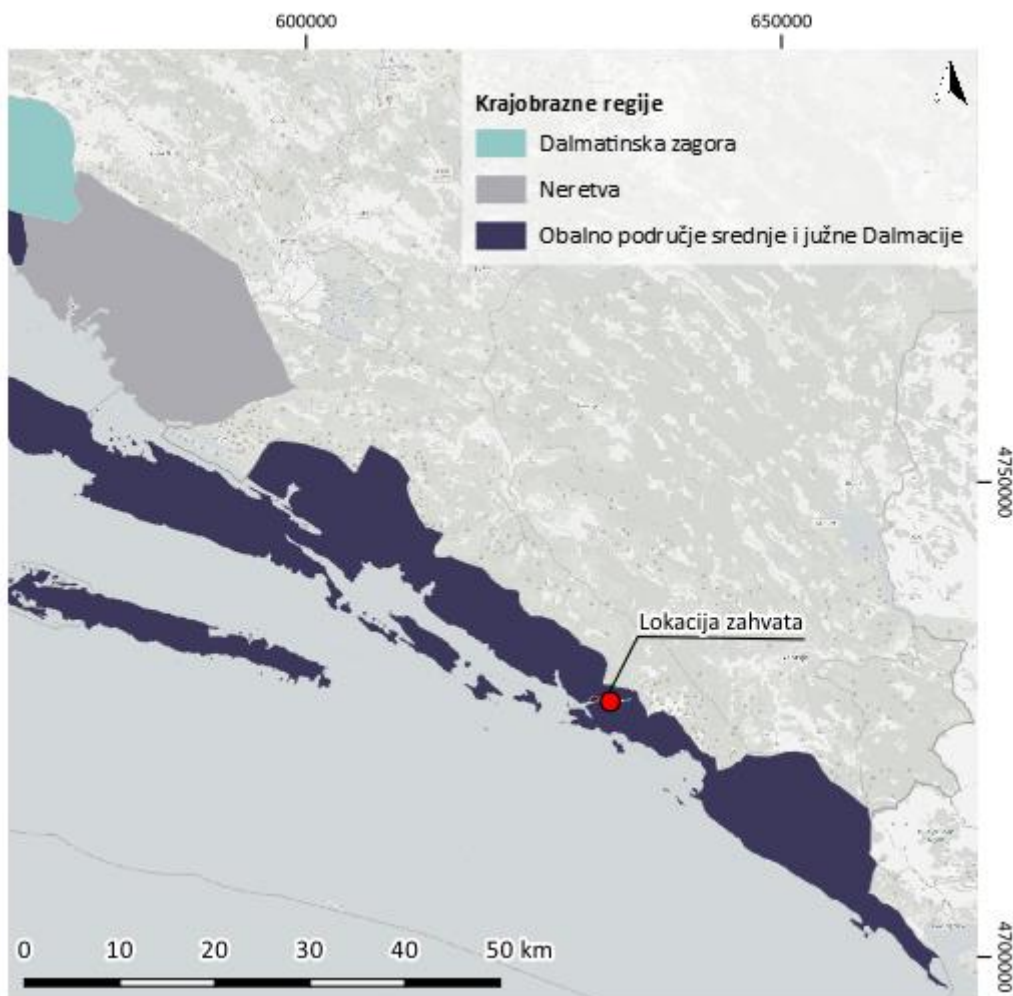 600000
650000
Krajobrazne regije
Dalmatinska zagora
Neretva
Obalno područje srednje i južne Dalmacije
4750000
Lokacija zahvata
0 10 20 30 40 50 km
4700000